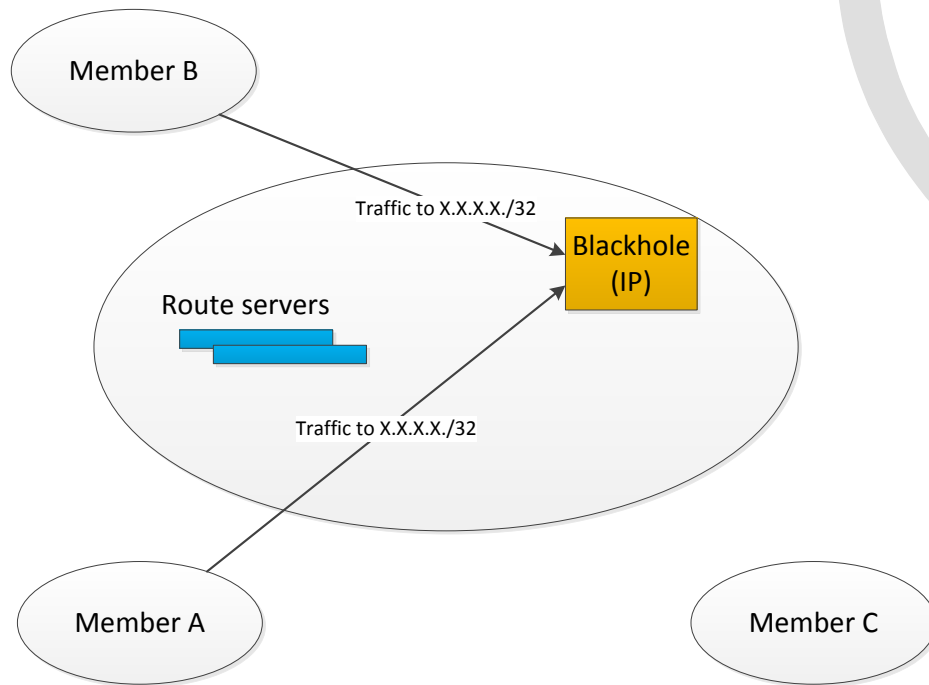 Member B
Traffic to X.X.X.X./32
Blackhole
(IP)
Route servers
Traffic to X.X.X.X./32
Member A
Member C